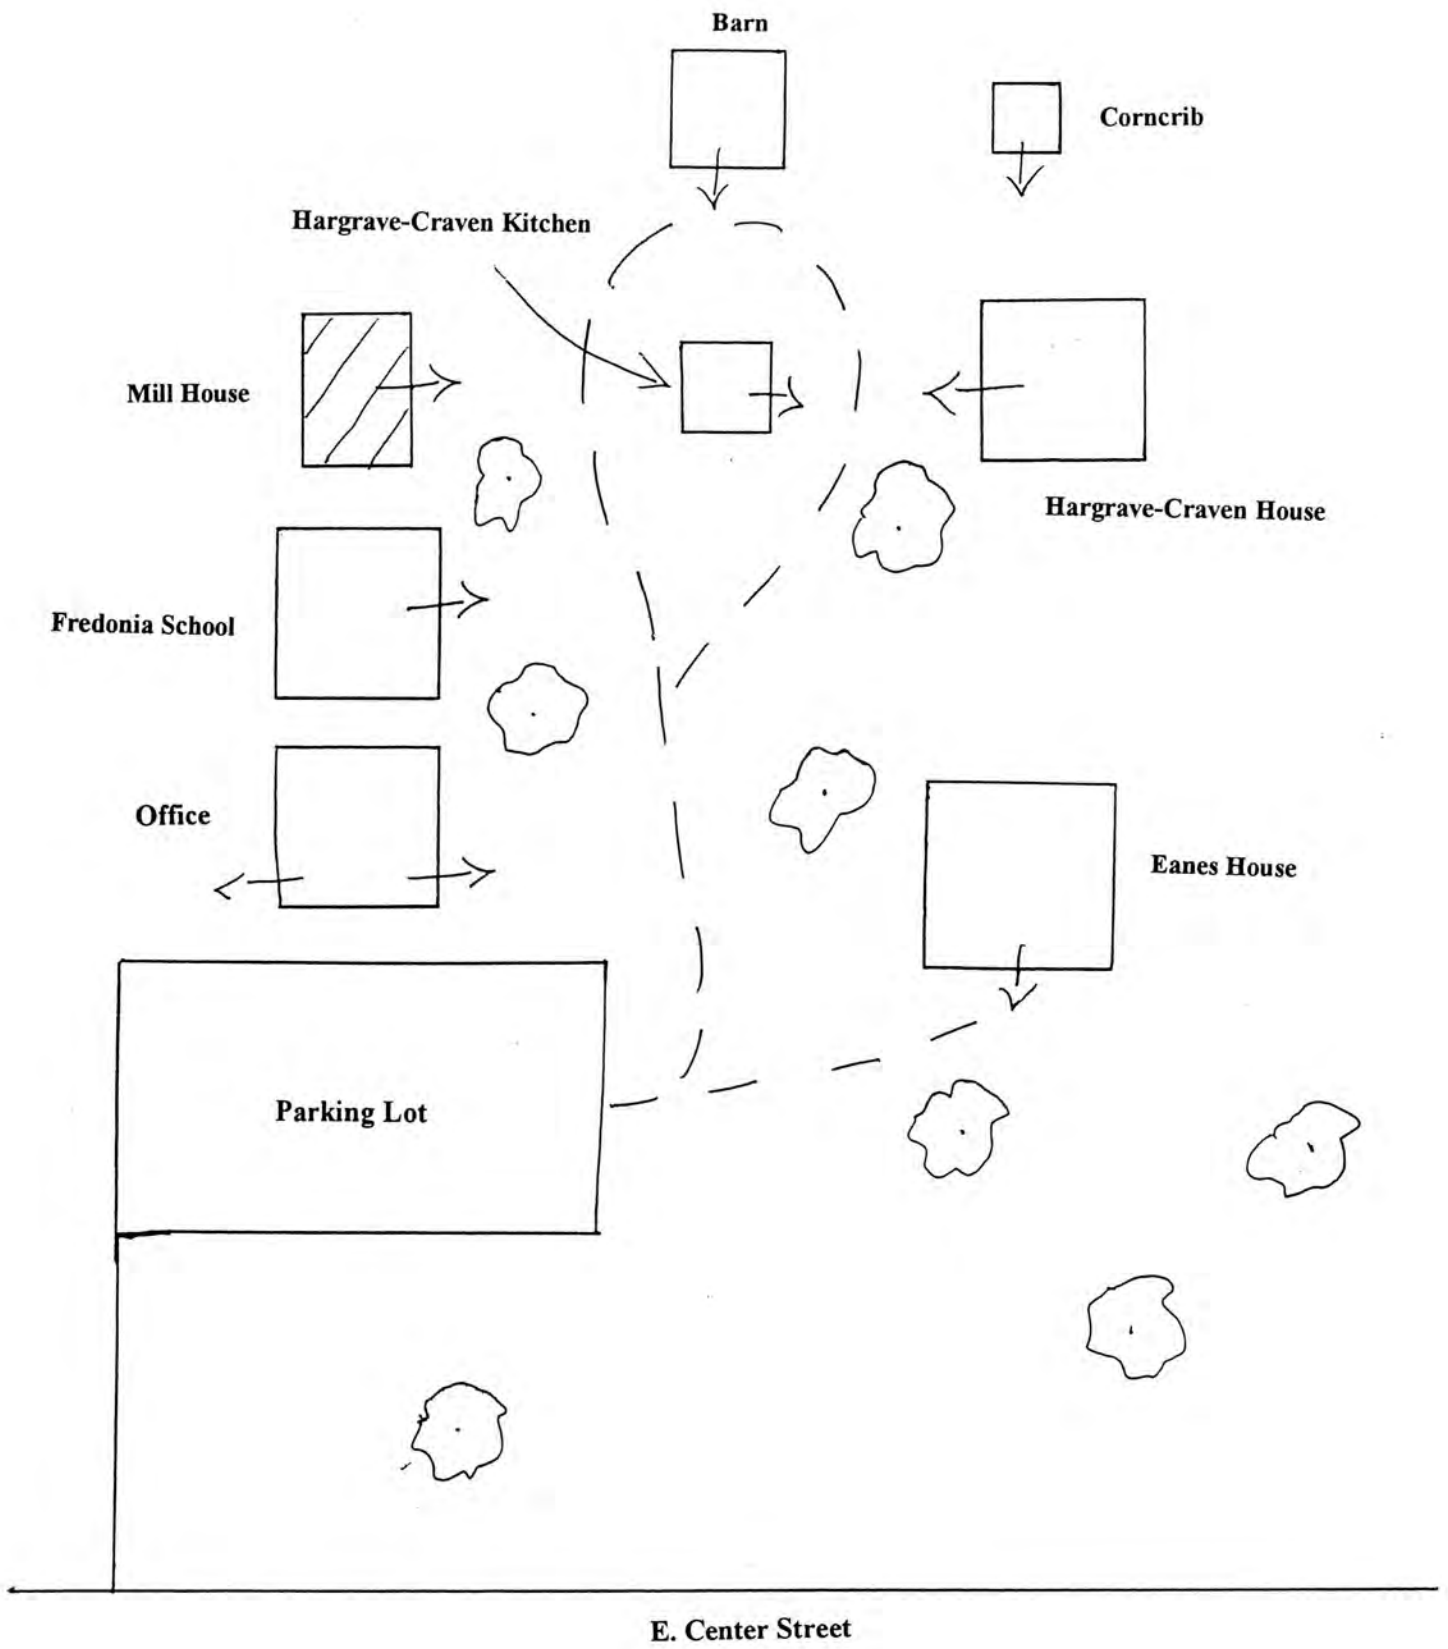 Barn
Corncrib
Hargrave-Craven Kitchen
Mill House
Hargrave-Craven House
Fredonia School
Office
Eanes House
Parking Lot
E. Center Street